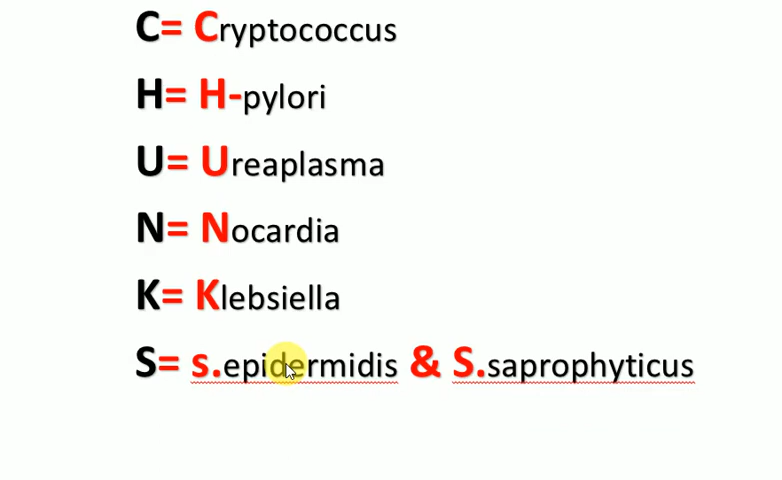 C= Cryptococcus
H= H-pylori
U= Ureaplasma
N= Nocardia
K= Klebsiella
S= s.epidermidis & S.saprophyticus